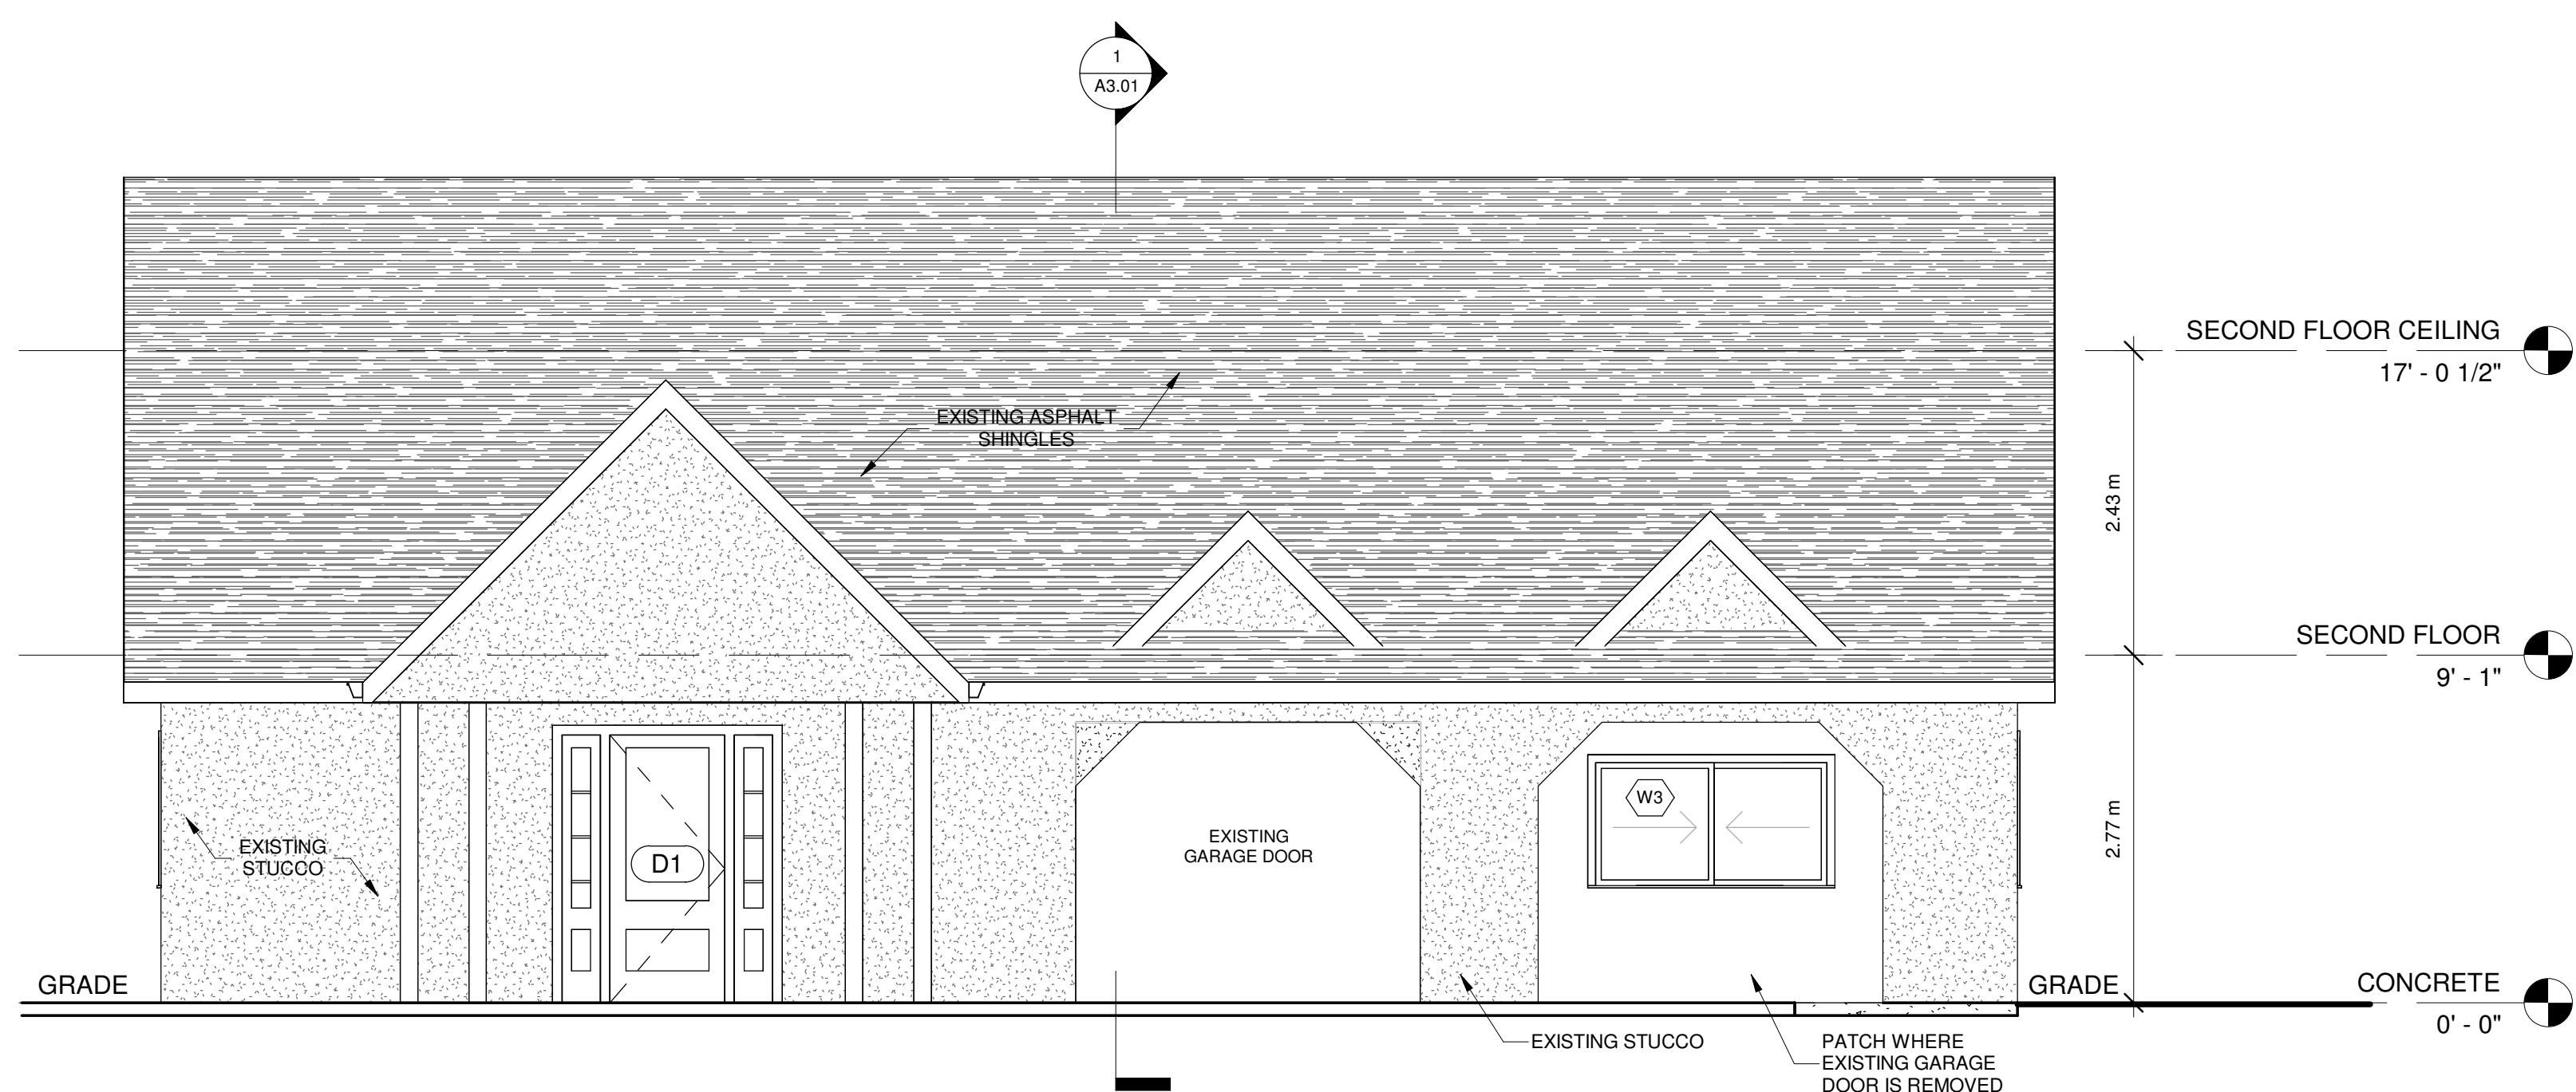 1
A3.01
SECOND FLOOR CEILING
17' - 0 1/2"
EXISTING ASPHALT
SHINGLES
2.43 m
SECOND FLOOR
9' - 1"
W3
EXISTING
GARAGE DOOR
2.77 m
EXISTING
STUCCO
D1
GRADE
GRADE
CONCRETE
0' - 0"
EXISTING STUCCO
PATCH WHERE
EXISTING GARAGE
DOOR IS REMOVED